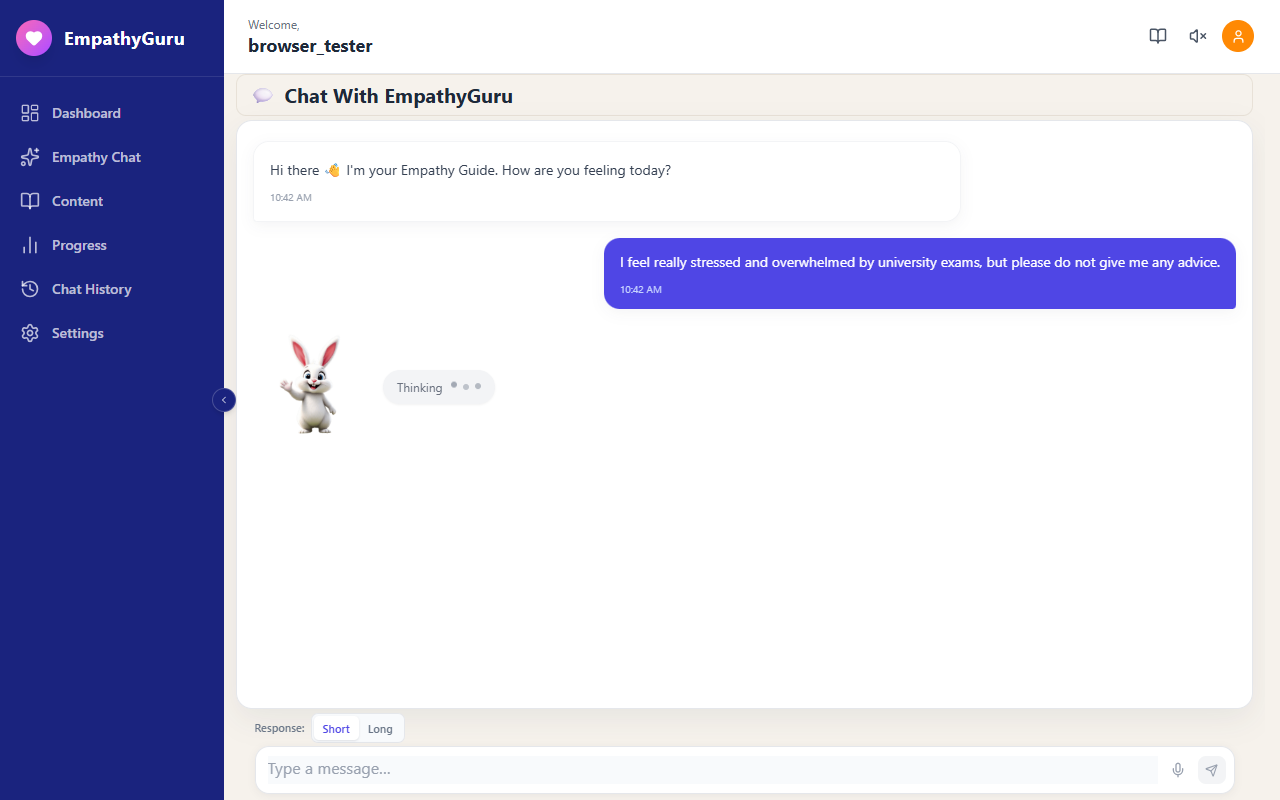 EmpathyGuru
Dashboard
Empathy Chat
Content
Progress
Chat History
Settings
Welcome,
browser_tester
Chat With EmpathyGuru
Hi there 👋 I'm your Empathy Guide. How are you feeling today?
10:42 AM
I feel really stressed and overwhelmed by university exams, but please do not give me any advice.
10:42 AM
Thinking
Response:
Short
Long
Type a message...